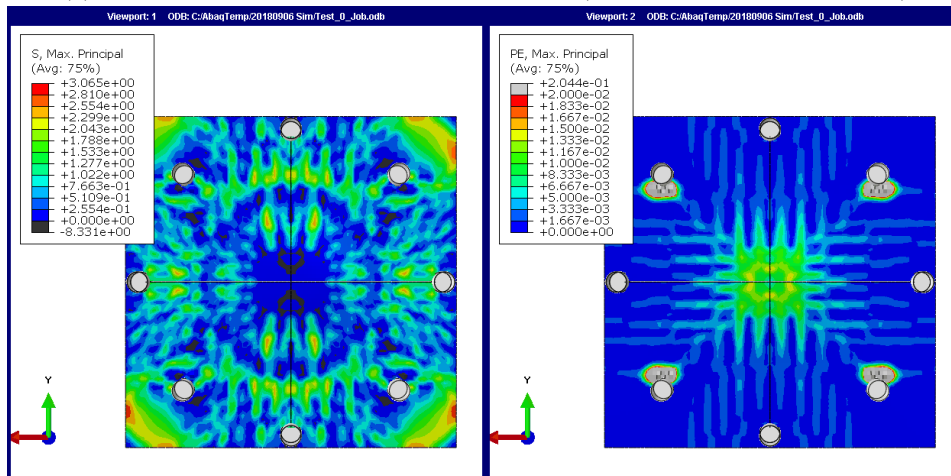 Viewport: 1 ODB: C:/AbaqTemp/20180906 Sim/Test_0_Job.odb
S, Max. Principal
(Avg: 75%)
+3.065e+00
+2.810e+00
+2.554e+00
+2.299e+00
+2.043e+00
+1.788e+00
+1.533e+00
+1.277e+00
+1.022e+00
+7.663e-01
+5.109e-01
+2.554e-01
+0.000e+00
-8.331e+00
Y
Viewport: 2 ODB: C:/AbaqTemp/20180906 Sim/Test_0_Job.odb
PE, Max. Principal
(Avg: 75%)
+2.044e-01
+2.000e-02
+1.833e-02
+1.667e-02
+1.500e-02
+1.333e-02
+1.167e-02
+1.000e-02
+8.333e-03
+6.667e-03
+5.000e-03
+3.333e-03
+1.667e-03
+0.000e+00
Y